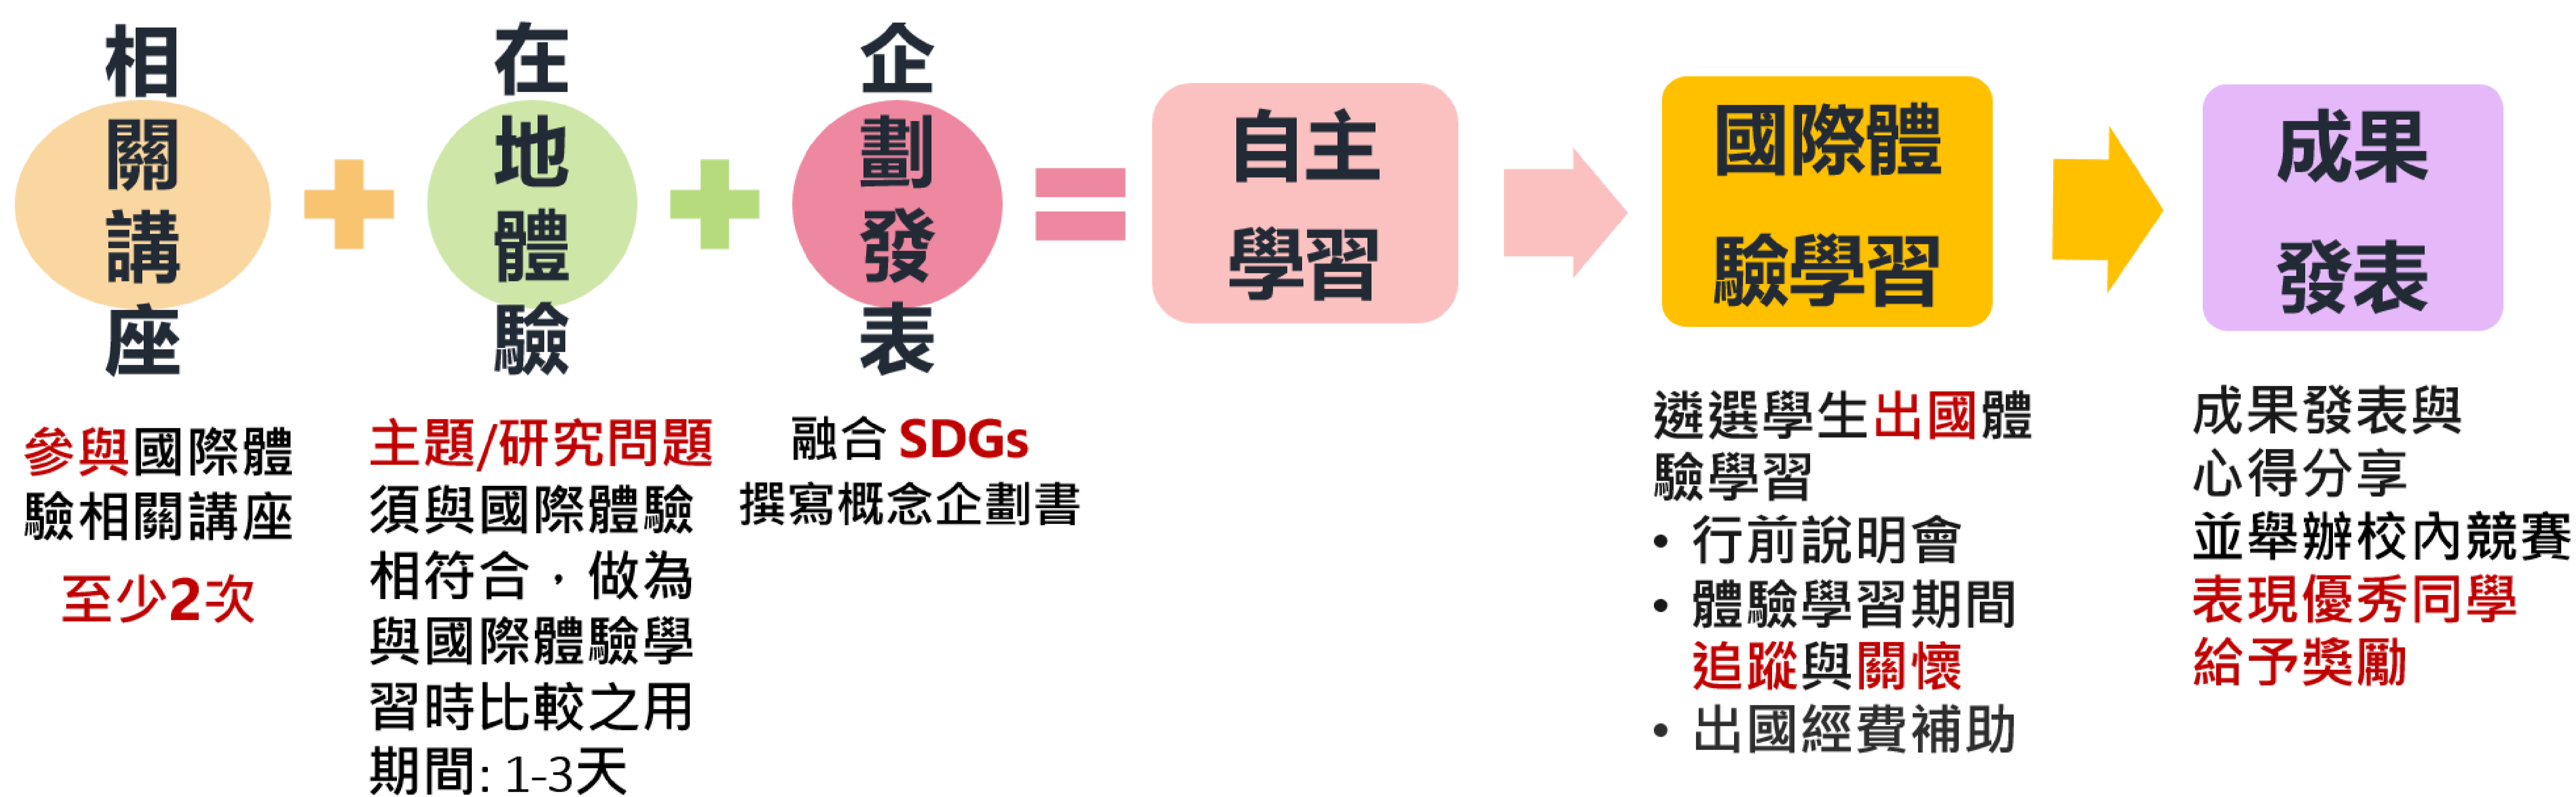 相關講座
在地體驗
企劃發表
自主
學習
國際體
驗學習
成果
發表
參與國際體
驗相關講座
至少2次
主題/研究問題
須與國際體驗
相符合，做為
與國際體驗學
習時比較之用
期間: 1-3天
融合 SDGs
撰寫概念企劃書
遴選學生出國體
驗學習
• 行前說明會
• 體驗學習期間
追蹤與關懷
• 出國經費補助
成果發表與
心得分享
並舉辦校內競賽
表現優秀同學
給予獎勵